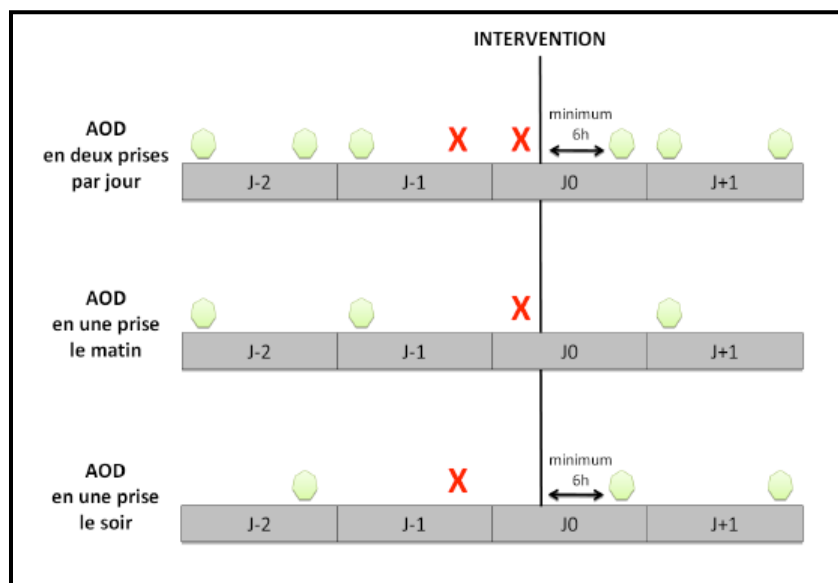 INTERVENTION
AOD
en deux prises
par jour
X
X
minimum
6h
J-2
J-1
J0
J+1
AOD
en une prise
le matin
X
J-2
J-1
J0
J+1
AOD
en une prise
le soir
X
minimum
6h
J-2
J-1
J0
J+1